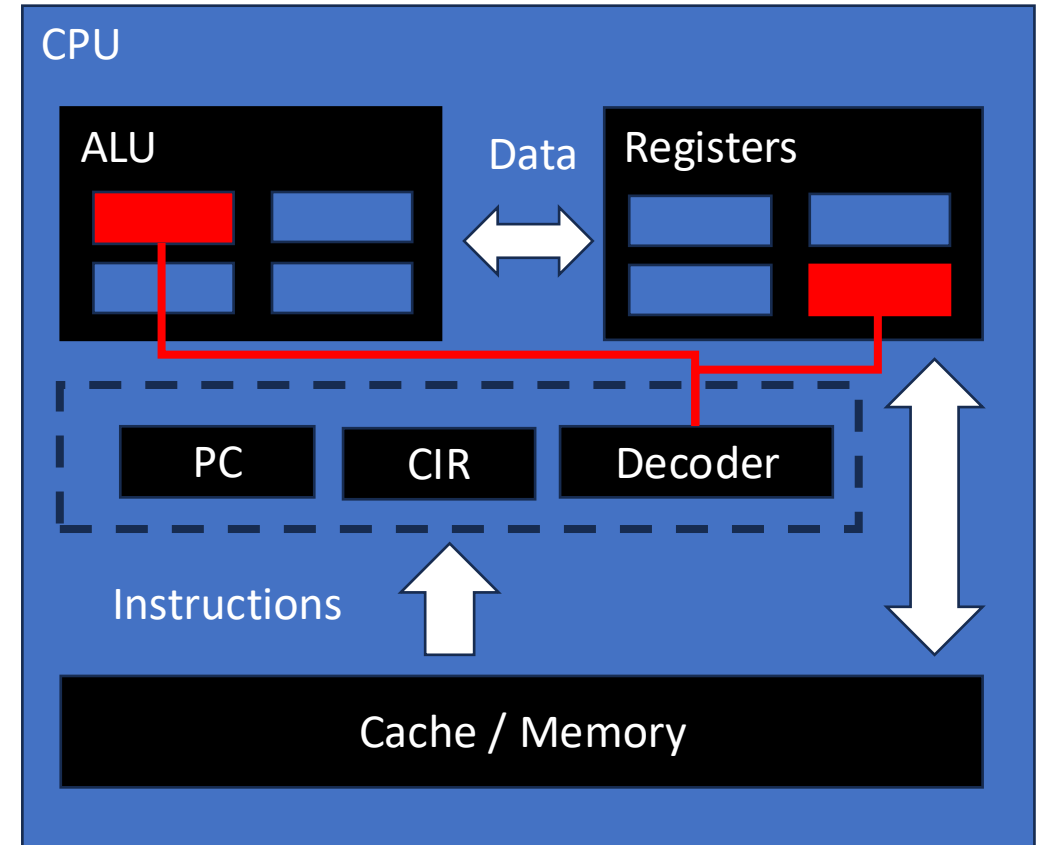 CPU
ALU
Data
Registers
PC
CIR
Decoder
Instructions
Cache / Memory